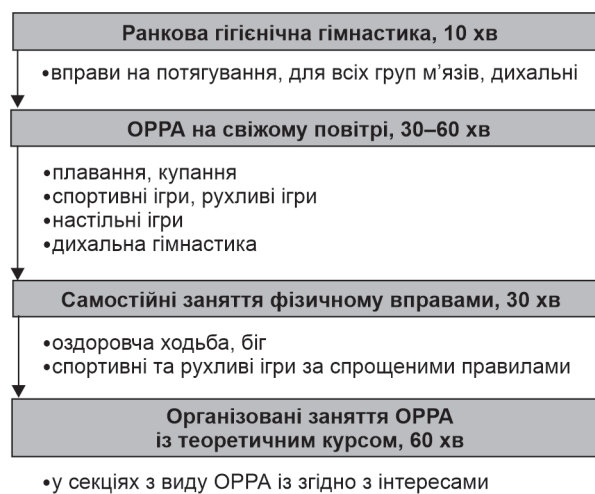 Ранкова гігієнічна гімнастика, 10 хв
•вправи на потягування, для всіх груп м’язів, дихальні
ОРРА на свіжому повітрі, 30–60 хв
•плавання, купання
•спортивні ігри, рухливі ігри
•настільні ігри
•дихальна гімнастика
Самостійні заняття фізичному вправами, 30 хв
•оздоровча ходьба, біг
•спортивні та рухливі ігри за спрощеними правилами
Організовані заняття ОРРА
із теоретичним курсом, 60 хв
•у секціях з виду ОРРА із згідно з інтересами